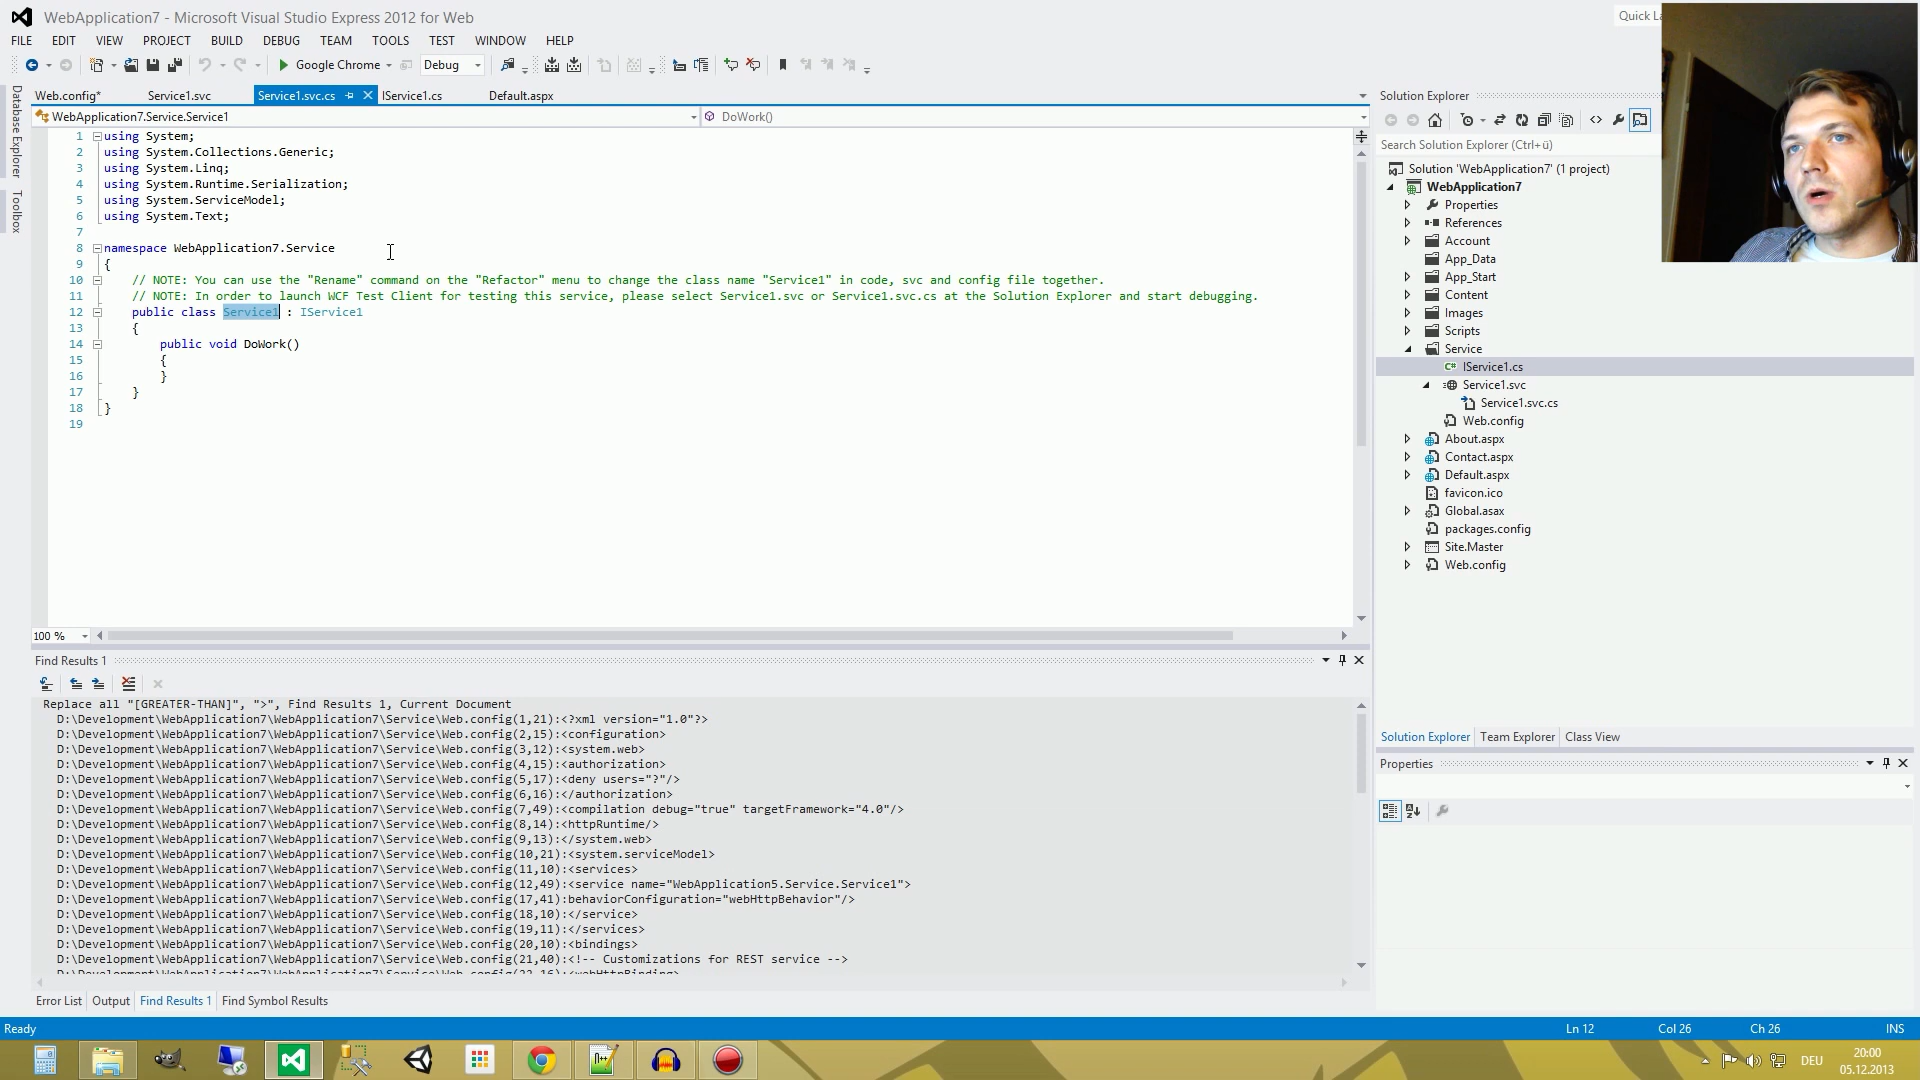 WebApplication7 - Microsoft Visual Studio Express 2012 for Web
Quick La
FILE EDIT VIEW PROJECT BUILD DEBUG TEAM TOOLS TEST WINDOW HELP
Google Chrome Debug
Database Explorer
Toolbox
Web.config* Service1.svc Service1.svc.cs IService1.cs Default.aspx
WebApplication7.Service.Service1 DoWork()
1 using System;
2 using System.Collections.Generic;
3 using System.Linq;
4 using System.Runtime.Serialization;
5 using System.ServiceModel;
6 using System.Text;
7
8 namespace WebApplication7.Service
9 {
10 // NOTE: You can use the "Rename" command on the "Refactor" menu to change the class name "Service1" in code, svc and config file together.
11 // NOTE: In order to launch WCF Test Client for testing this service, please select Service1.svc or Service1.svc.cs at the Solution Explorer and start debugging.
12 public class Service1 : IService1
13 {
14 public void DoWork()
15 {
16 }
17 }
18 }
19
100 %
Find Results 1
Replace all "[GREATER-THAN]", ">", Find Results 1, Current Document
D:\Development\WebApplication7\WebApplication7\Service\Web.config(1,21):<?xml version="1.0"?>
D:\Development\WebApplication7\WebApplication7\Service\Web.config(2,15):<configuration>
D:\Development\WebApplication7\WebApplication7\Service\Web.config(3,12):<system.web>
D:\Development\WebApplication7\WebApplication7\Service\Web.config(4,15):<authorization>
D:\Development\WebApplication7\WebApplication7\Service\Web.config(5,17):<deny users="?"/>
D:\Development\WebApplication7\WebApplication7\Service\Web.config(6,16):</authorization>
D:\Development\WebApplication7\WebApplication7\Service\Web.config(7,49):<compilation debug="true" targetFramework="4.0"/>
D:\Development\WebApplication7\WebApplication7\Service\Web.config(8,14):<httpRuntime/>
D:\Development\WebApplication7\WebApplication7\Service\Web.config(9,13):</system.web>
D:\Development\WebApplication7\WebApplication7\Service\Web.config(10,21):<system.serviceModel>
D:\Development\WebApplication7\WebApplication7\Service\Web.config(11,10):<services>
D:\Development\WebApplication7\WebApplication7\Service\Web.config(12,49):<service name="WebApplication5.Service.Service1">
D:\Development\WebApplication7\WebApplication7\Service\Web.config(17,41):behaviorConfiguration="webHttpBehavior"/>
D:\Development\WebApplication7\WebApplication7\Service\Web.config(18,10):</service>
D:\Development\WebApplication7\WebApplication7\Service\Web.config(19,11):</services>
D:\Development\WebApplication7\WebApplication7\Service\Web.config(20,10):<bindings>
D:\Development\WebApplication7\WebApplication7\Service\Web.config(21,40):<!-- Customizations for REST service -->
D:\Development\WebApplication7\WebApplication7\Service\Web.config(22,16):<webHttpBinding>
Error List Output Find Results 1 Find Symbol Results
Solution Explorer
Search Solution Explorer (Ctrl+ü)
Solution 'WebApplication7' (1 project)
WebApplication7
Properties
References
Account
App_Data
App_Start
Content
Images
Scripts
Service
IService1.cs
Service1.svc
Service1.svc.cs
Web.config
About.aspx
Contact.aspx
Default.aspx
favicon.ico
Global.asax
packages.config
Site.Master
Web.config
Solution Explorer Team Explorer Class View
Properties
Ready Ln 12 Col 26 Ch 26 INS
DEU
20:00
05.12.2013